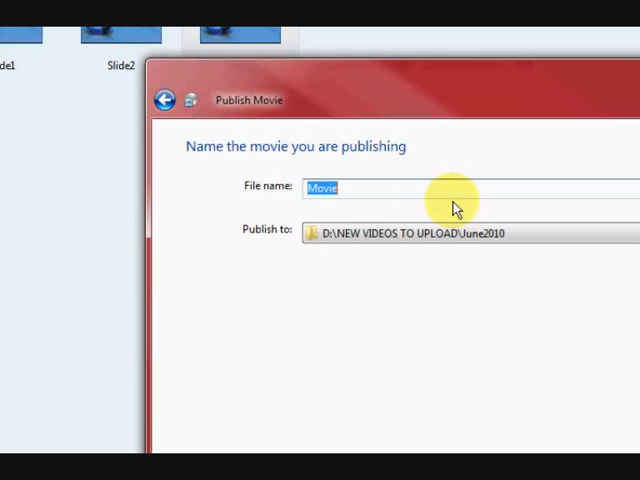 de1
Slide2
Publish Movie
Name the movie you are publishing
File name: Movie
Publish to: D:\NEW VIDEOS TO UPLOAD\June2010